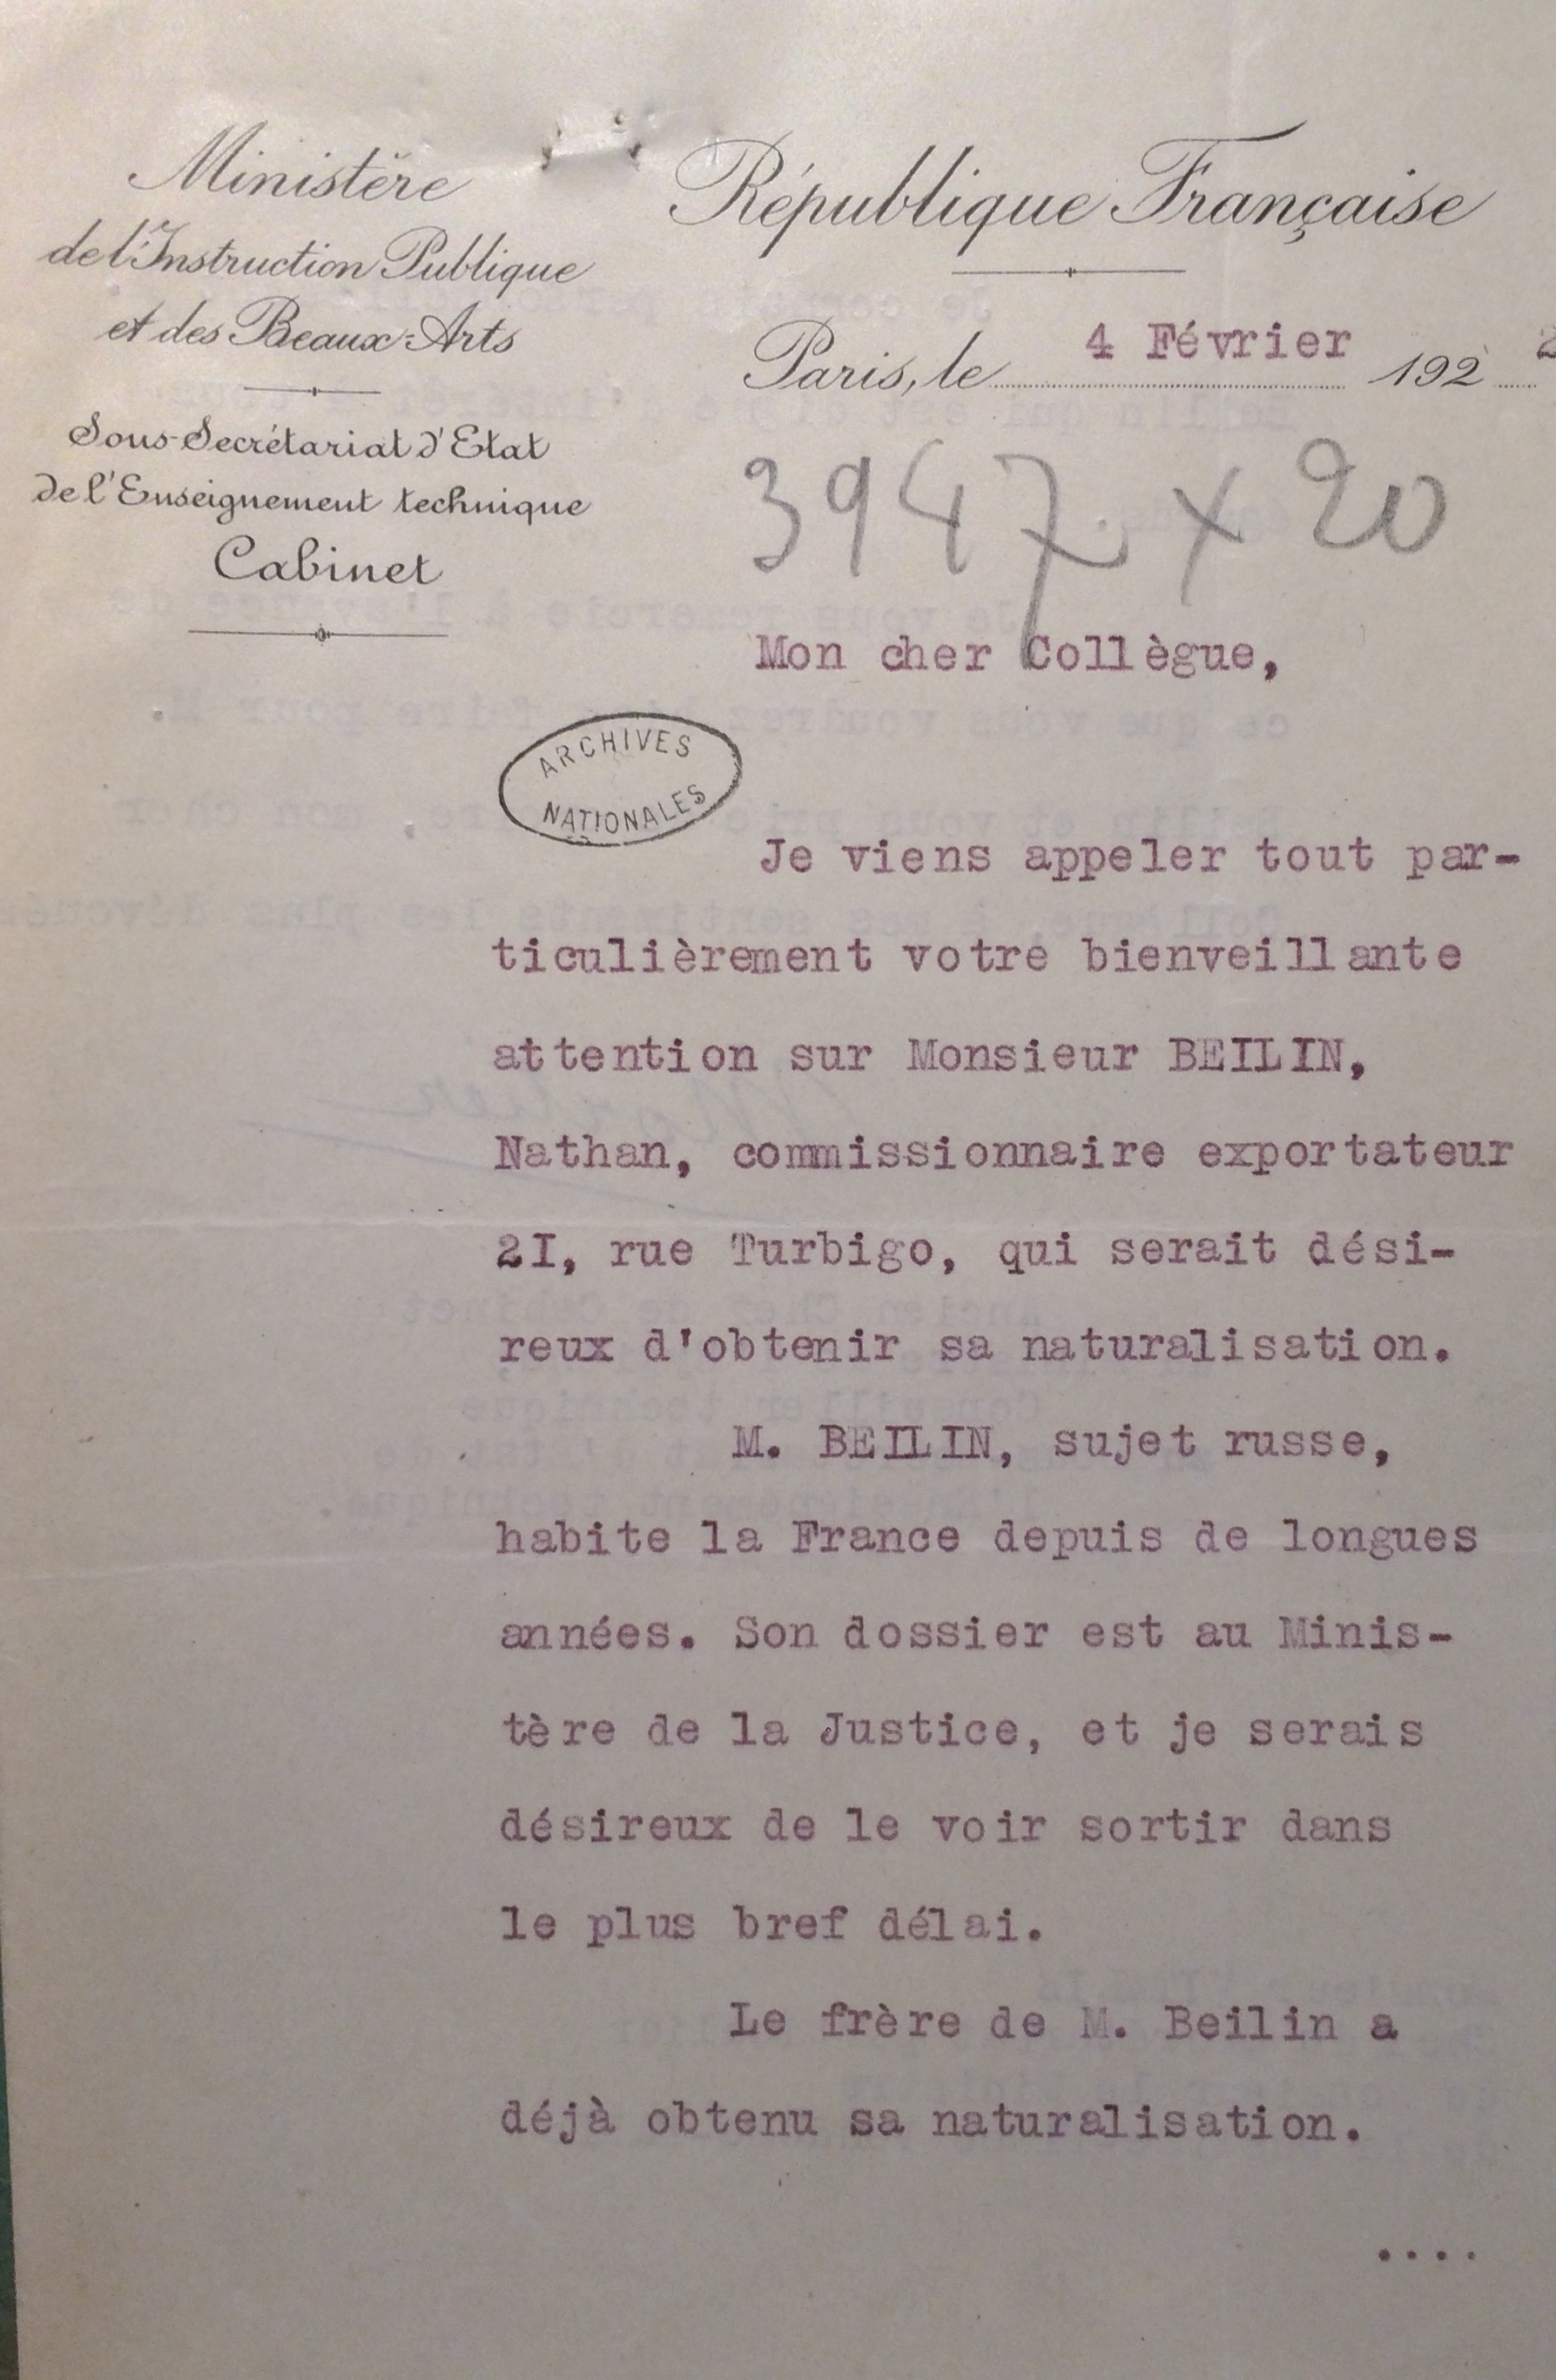 Ministère
de l'Instruction Publique
et des Beaux-Arts
Sous-Secrétariat d'Etat
de l'Enseignement technique
Cabinet
République Française
Paris, le 4 Février 192 2
3947 x 20
Mon cher Collègue,
ARCHIVES
NATIONALES
Je viens appeler tout par-
ticulièrement votre bienveillante
attention sur Monsieur BEILIN,
Nathan, commissionnaire exportateur
2I, rue Turbigo, qui serait dési-
reux d'obtenir sa naturalisation.
M. BEILIN, sujet russe,
habite la France depuis de longues
années. Son dossier est au Minis-
tère de la Justice, et je serais
désireux de le voir sortir dans
le plus bref délai.
Le frère de M. Beilin a
déjà obtenu sa naturalisation.
....